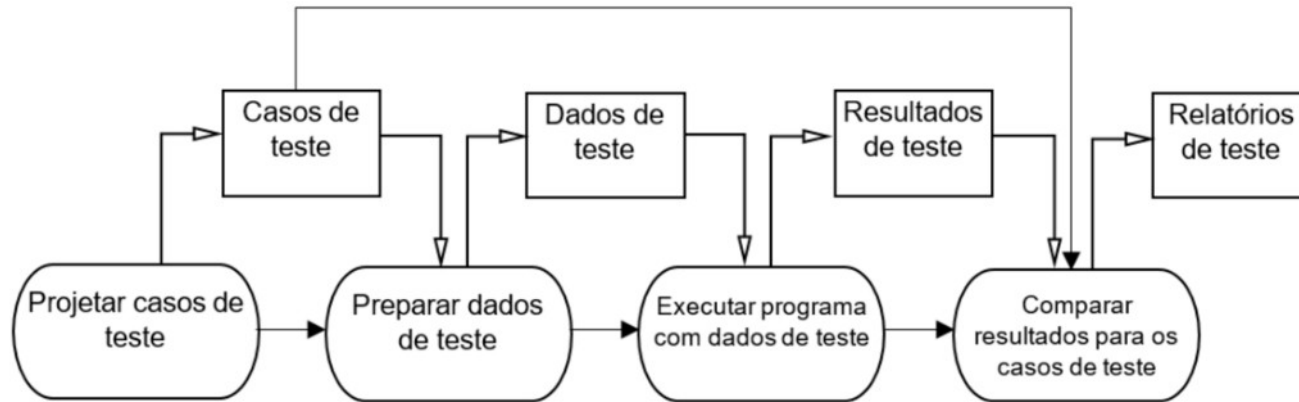 Casos de
teste
Dados de
teste
Resultados
de teste
Relatórios
de teste
Projetar casos de
teste
Preparar dados
de teste
Executar programa
com dados de teste
Comparar
resultados para os
casos de teste